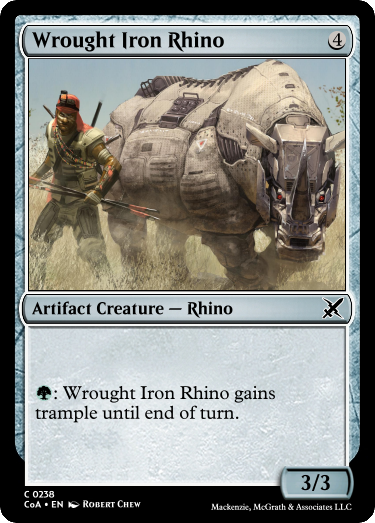 Wrought Iron Rhino 4
Artifact Creature — Rhino
: Wrought Iron Rhino gains
trample until end of turn.
3/3
C 0238
CoA • EN Robert Chew
Mackenzie, McGrath & Associates LLC